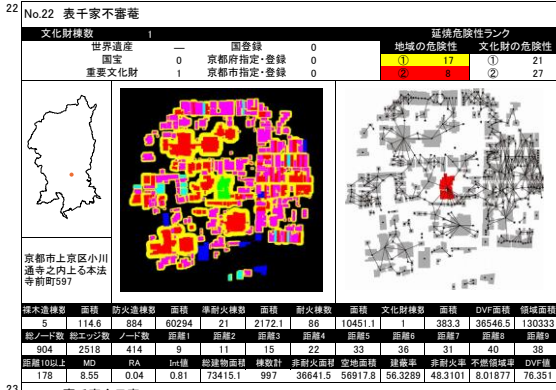 22
No.22 表千家不審菴
文化財棟数 1 延焼危険性ランク
世界遺産 — 国登録 0 地域の危険性 文化財の危険性
国宝 0 京都府指定・登録 0 ① 17 ① 21
重要文化財 1 京都市指定・登録 0 ② 8 ② 27
京都市上京区小川
通寺之内上る本法
寺前町597
裸木造棟数 面積 防火造棟数 面積 準耐火棟数 面積 耐火棟数 面積 文化財棟数 面積 DVF面積 領域面積
5 114.6 884 60294 21 2172.1 86 10451.1 1 383.3 36546.5 130333
総ノード数 総エッジ数 ノード数 距離1 距離2 距離3 距離4 距離5 距離6 距離7 距離8 距離9
904 2518 414 9 11 15 22 33 36 31 40 38
距離10以上 MD RA Int値 総建物面積 棟数計 非耐火面積 空地面積 建蔽率 非耐火率 不燃領域率 DVF値
178 8.55 0.04 0.81 73415.1 997 36641.5 56917.8 56.3289 48.3101 8.01877 76.351
23